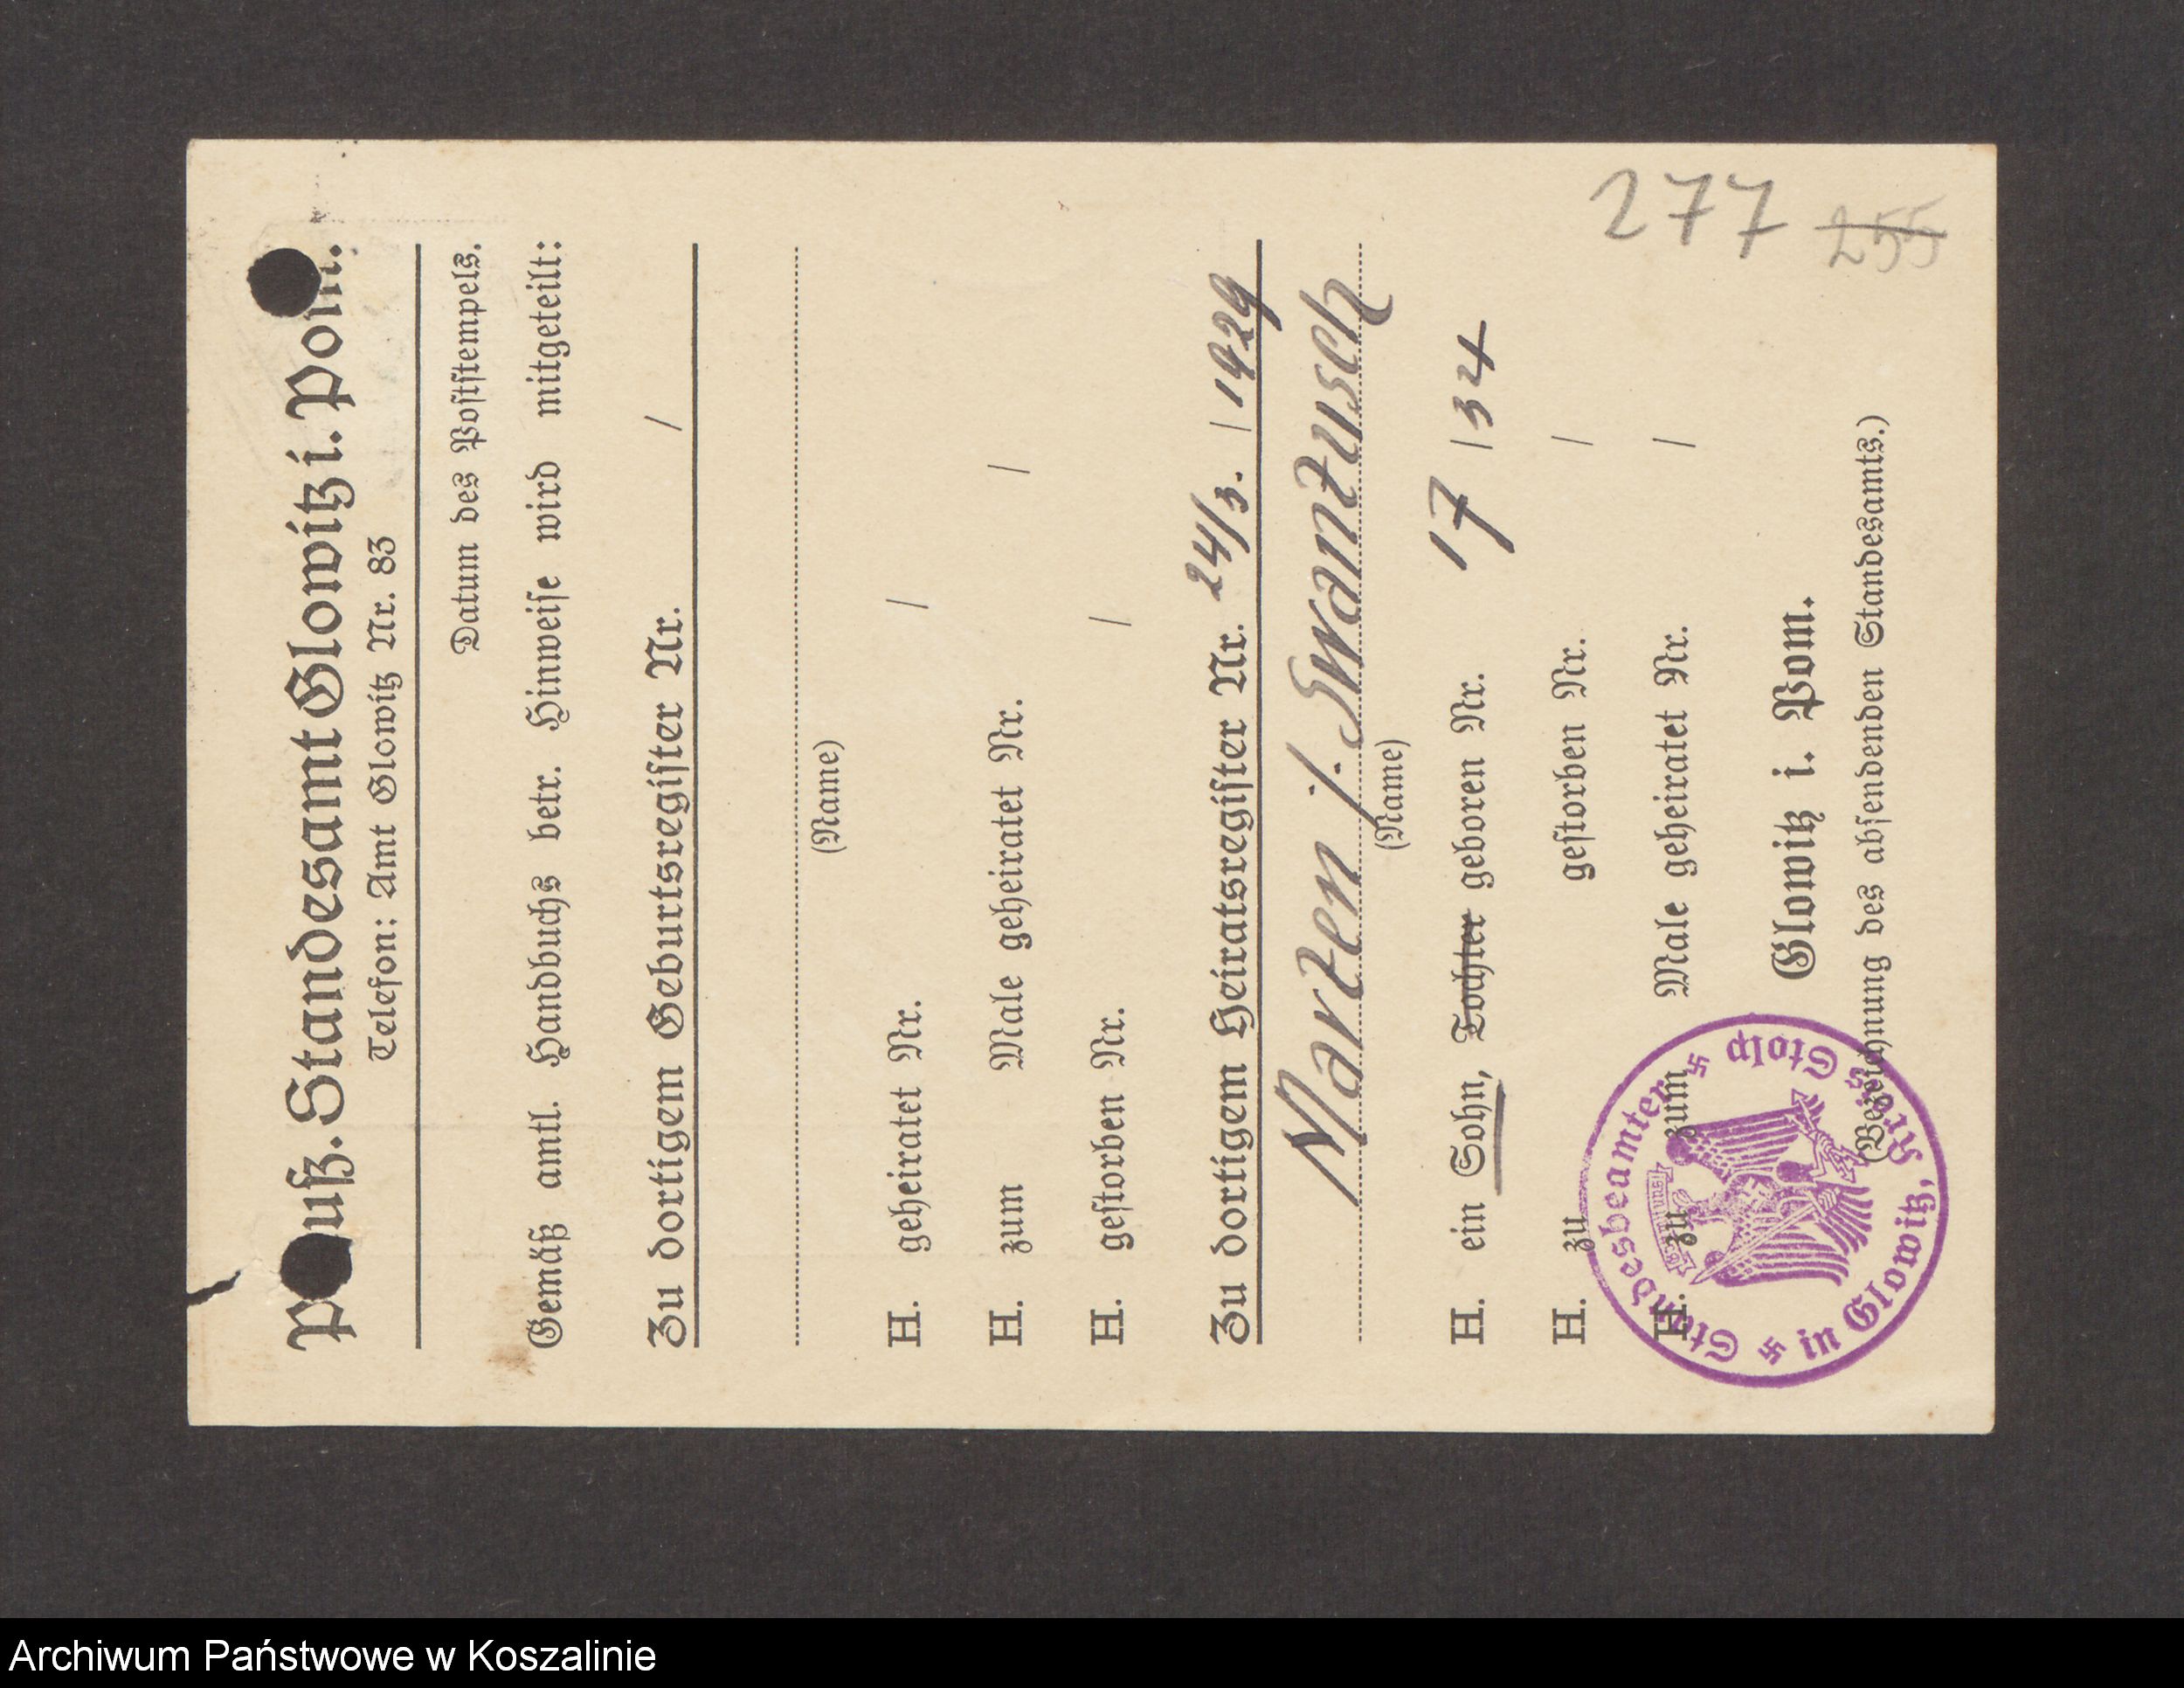 Preuß. Standesamt Glowitz i. Pom.
Telefon: Amt Glowitz Nr. 83
Datum des Poststempels.
Gemäß amtl. Handbuchs betr. Hinweise wird mitgeteilt:
Zu dortigem Geburtsregister Nr. /
(Name)
H. geheiratet Nr. /
H. zum Male geheiratet Nr. /
H. gestorben Nr. /
Zu dortigem Heiratsregister Nr. 24/3. / 1929
Marzen /. Swantusch
(Name)
H. ein Sohn, Tochter geboren Nr. 17 / 34
H. zu gestorben Nr. /
H. zu zum Male geheiratet Nr. /
Glowitz i. Pom.
(Bezeichnung des absendenden Standesamts.)
Standesbeamter
in Glowitz, Kreis Stolp
277
255
Archiwum Państwowe w Koszalinie